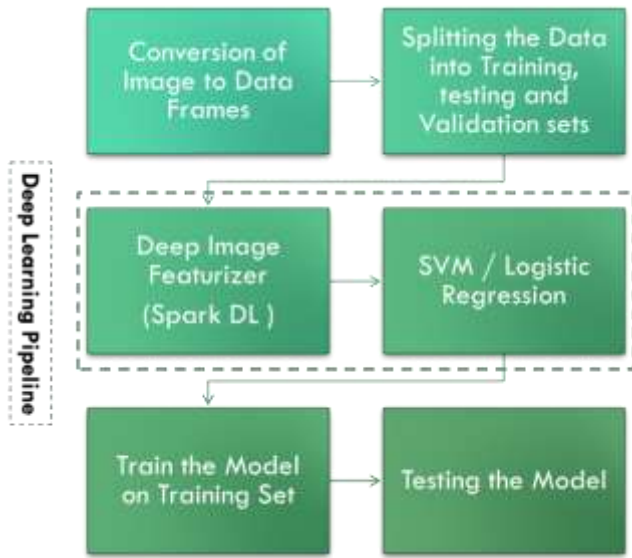 Conversion of
Image to Data
Frames
Splitting the Data
into Training,
testing and
Validation sets
Deep Learning Pipeline
Deep Image
Featurizer
(Spark DL )
SVM / Logistic
Regression
Train the Model
on Training Set
Testing the Model